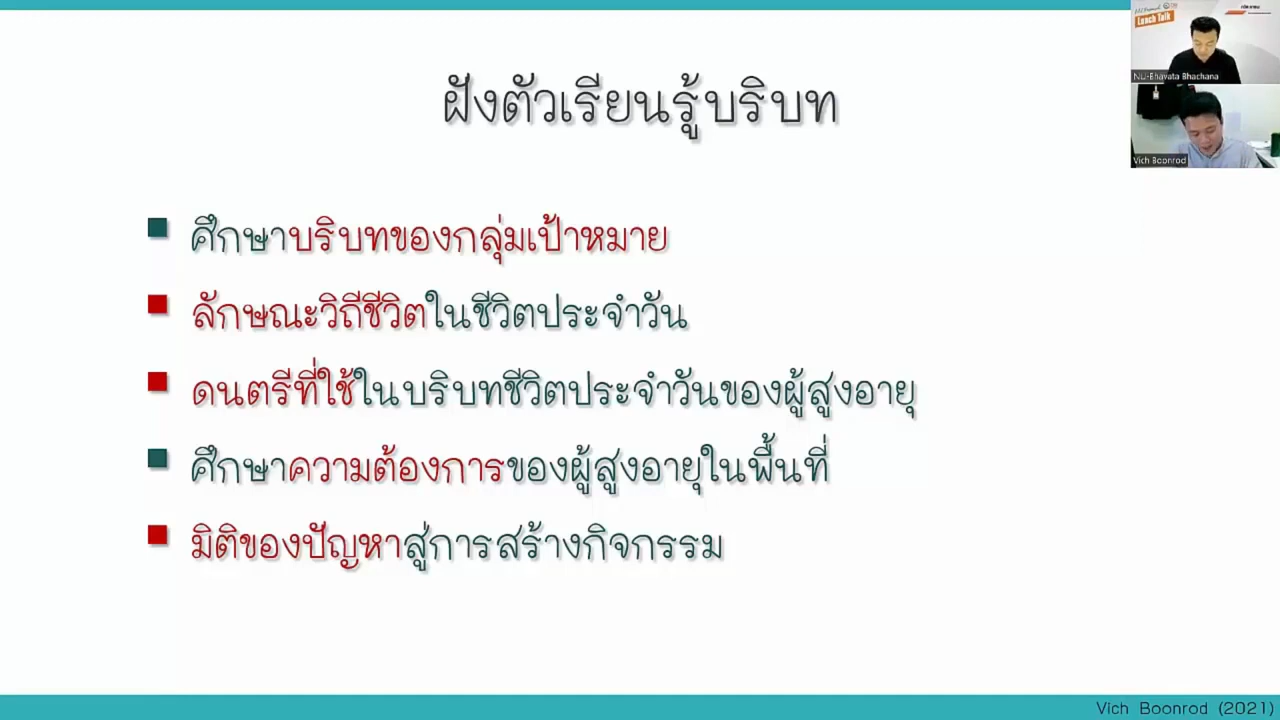 ฝังตัวเรียนรู้บริบท
ศึกษาบริบทของกลุ่มเป้าหมาย
ลักษณะวิถีชีวิตในชีวิตประจำวัน
ดนตรีที่ใช้ในบริบทชีวิตประจำวันของผู้สูงอายุ
ศึกษาความต้องการของผู้สูงอายุในพื้นที่
มิติของปัญหาสู่การสร้างกิจกรรม
Lunch Talk
NU-Bhavata Bhachana
Vich Boonrod
Vich Boonrod (2021)